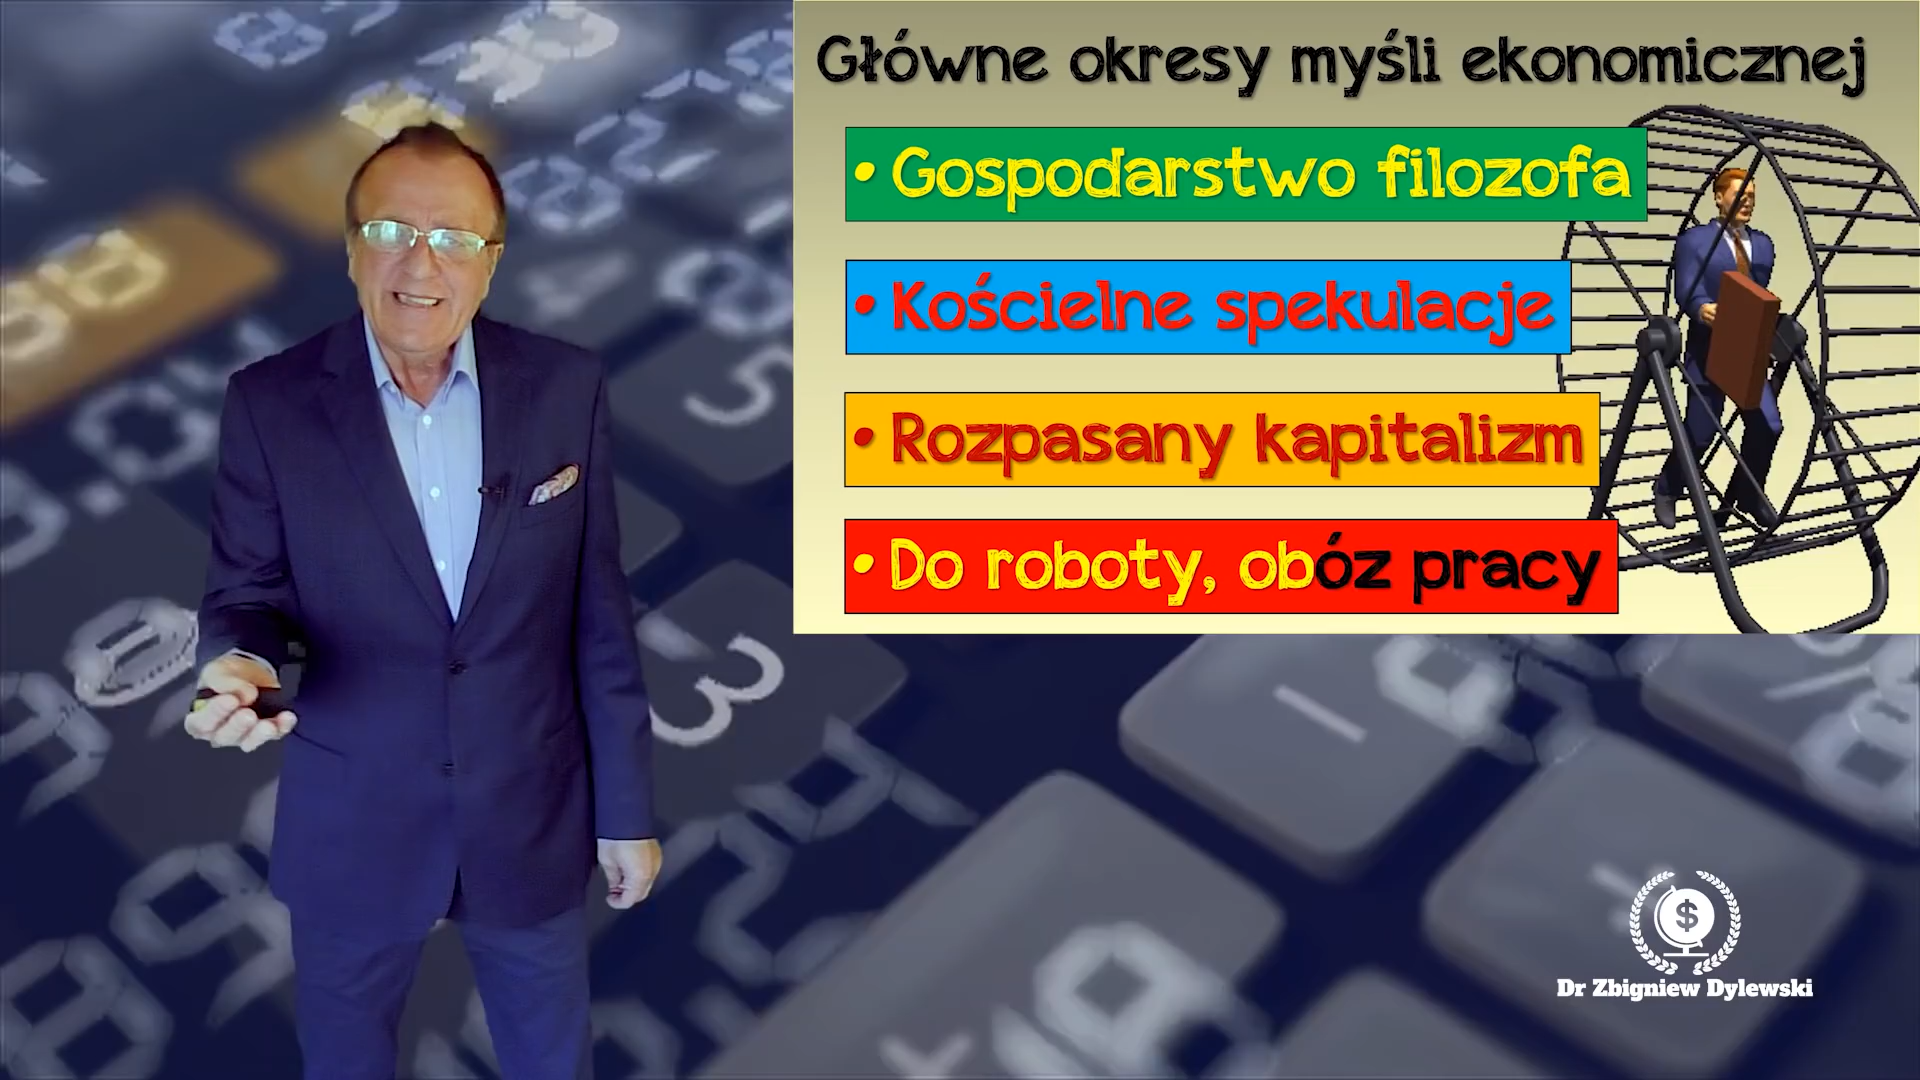 Główne okresy myśli ekonomicznej
• Gospodarstwo filozofa
• Kościelne spekulacje
• Rozpasany kapitalizm
• Do roboty, obóz pracy
$
Dr Zbigniew Dylewski